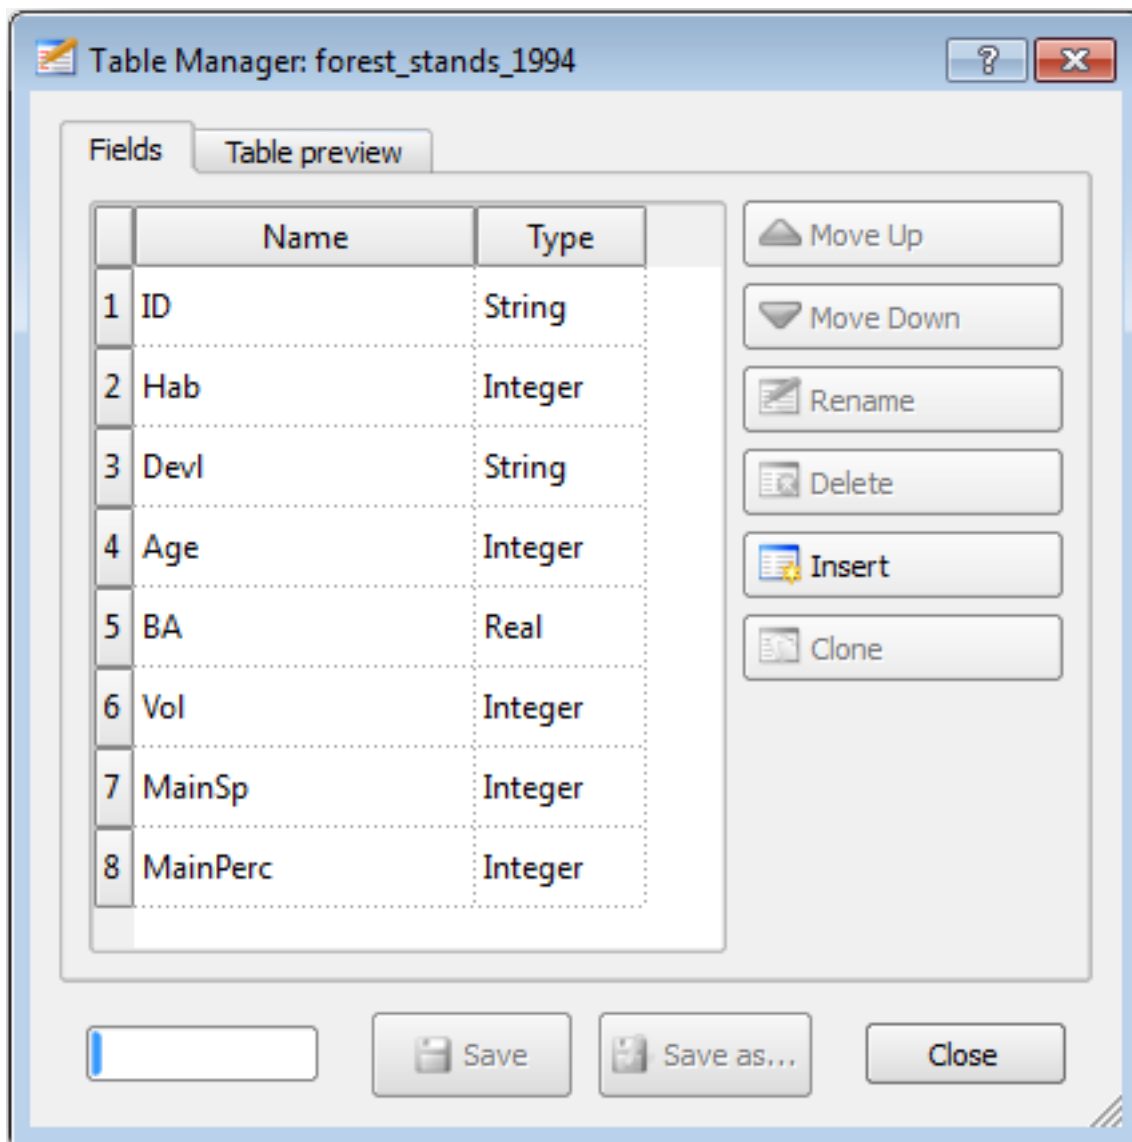 Table Manager: forest_stands_1994
?
Fields Table preview
Name Type
1 ID String
2 Hab Integer
3 Devl String
4 Age Integer
5 BA Real
6 Vol Integer
7 MainSp Integer
8 MainPerc Integer
Move Up
Move Down
Rename
Delete
Insert
Clone
Save Save as... Close